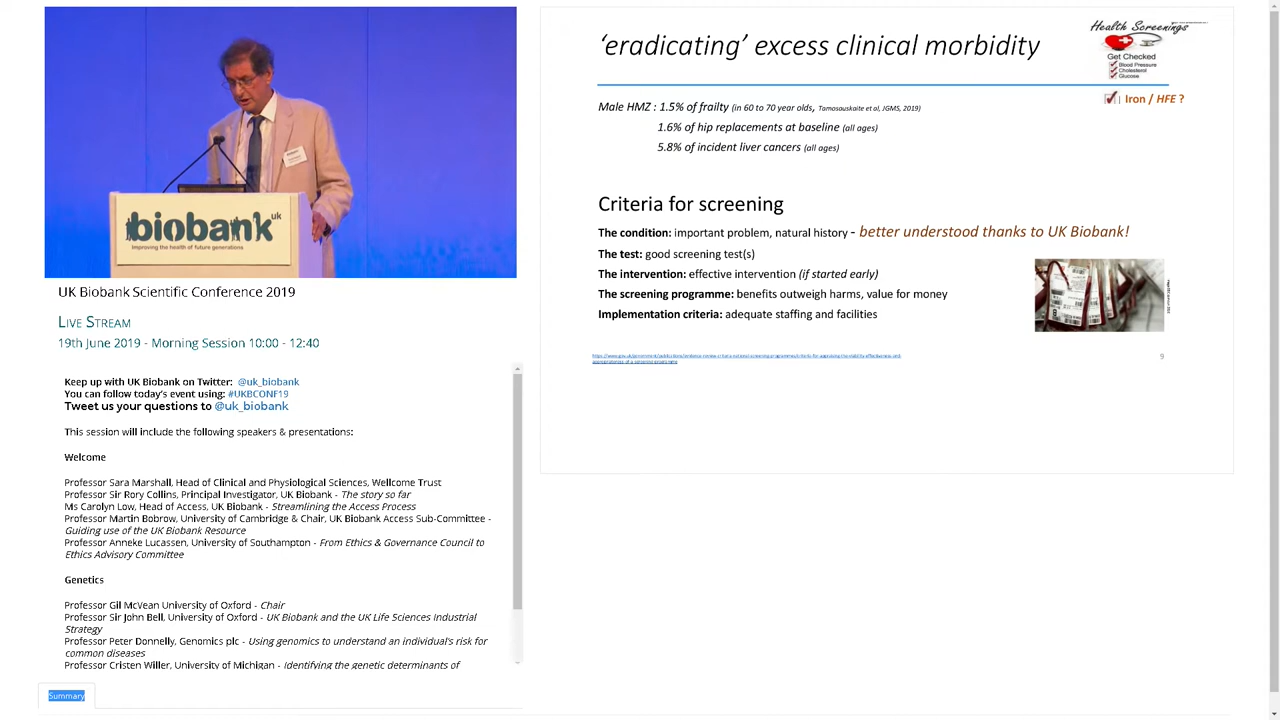 biobank uk
Improving the health of future generations
UK Biobank Scientific Conference 2019
Live Stream
19th June 2019 - Morning Session 10:00 - 12:40
Keep up with UK Biobank on Twitter: @uk_biobank
You can follow today's event using: #UKBCONF19
Tweet us your questions to @uk_biobank
This session will include the following speakers & presentations:
Welcome
Professor Sara Marshall, Head of Clinical and Physiological Sciences, Wellcome Trust
Professor Sir Rory Collins, Principal Investigator, UK Biobank - The story so far
Ms Carolyn Low, Head of Access, UK Biobank - Streamlining the Access Process
Professor Martin Bobrow, University of Cambridge & Chair, UK Biobank Access Sub-Committee -
Guiding use of the UK Biobank Resource
Professor Anneke Lucassen, University of Southampton - From Ethics & Governance Council to
Ethics Advisory Committee
Genetics
Professor Gil McVean University of Oxford - Chair
Professor Sir John Bell, University of Oxford - UK Biobank and the UK Life Sciences Industrial
Strategy
Professor Peter Donnelly, Genomics plc - Using genomics to understand an individual's risk for
common diseases
Professor Cristen Willer, University of Michigan - Identifying the genetic determinants of
Summary
'eradicating' excess clinical morbidity
Health Screenings
Get Checked
Blood Pressure
Cholesterol
Glucose
Iron / HFE ?
Male HMZ : 1.5% of frailty (in 60 to 70 year olds, Tamosauskaite et al, JGMS, 2019)
1.6% of hip replacements at baseline (all ages)
5.8% of incident liver cancers (all ages)
Criteria for screening
The condition: important problem, natural history - better understood thanks to UK Biobank!
The test: good screening test(s)
The intervention: effective intervention (if started early)
The screening programme: benefits outweigh harms, value for money
Implementation criteria: adequate staffing and facilities
9